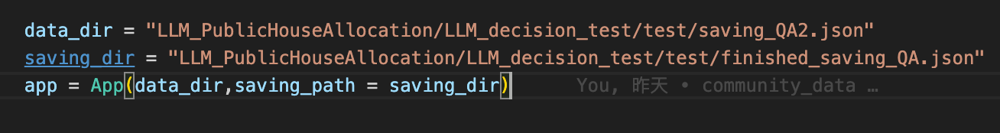 data_dir = "LLM_PublicHouseAllocation/LLM_decision_test/test/saving_QA2.json"
saving_dir = "LLM_PublicHouseAllocation/LLM_decision_test/test/finished_saving_QA.json"
app = App(data_dir,saving_path = saving_dir) You, 昨天 • community_data …